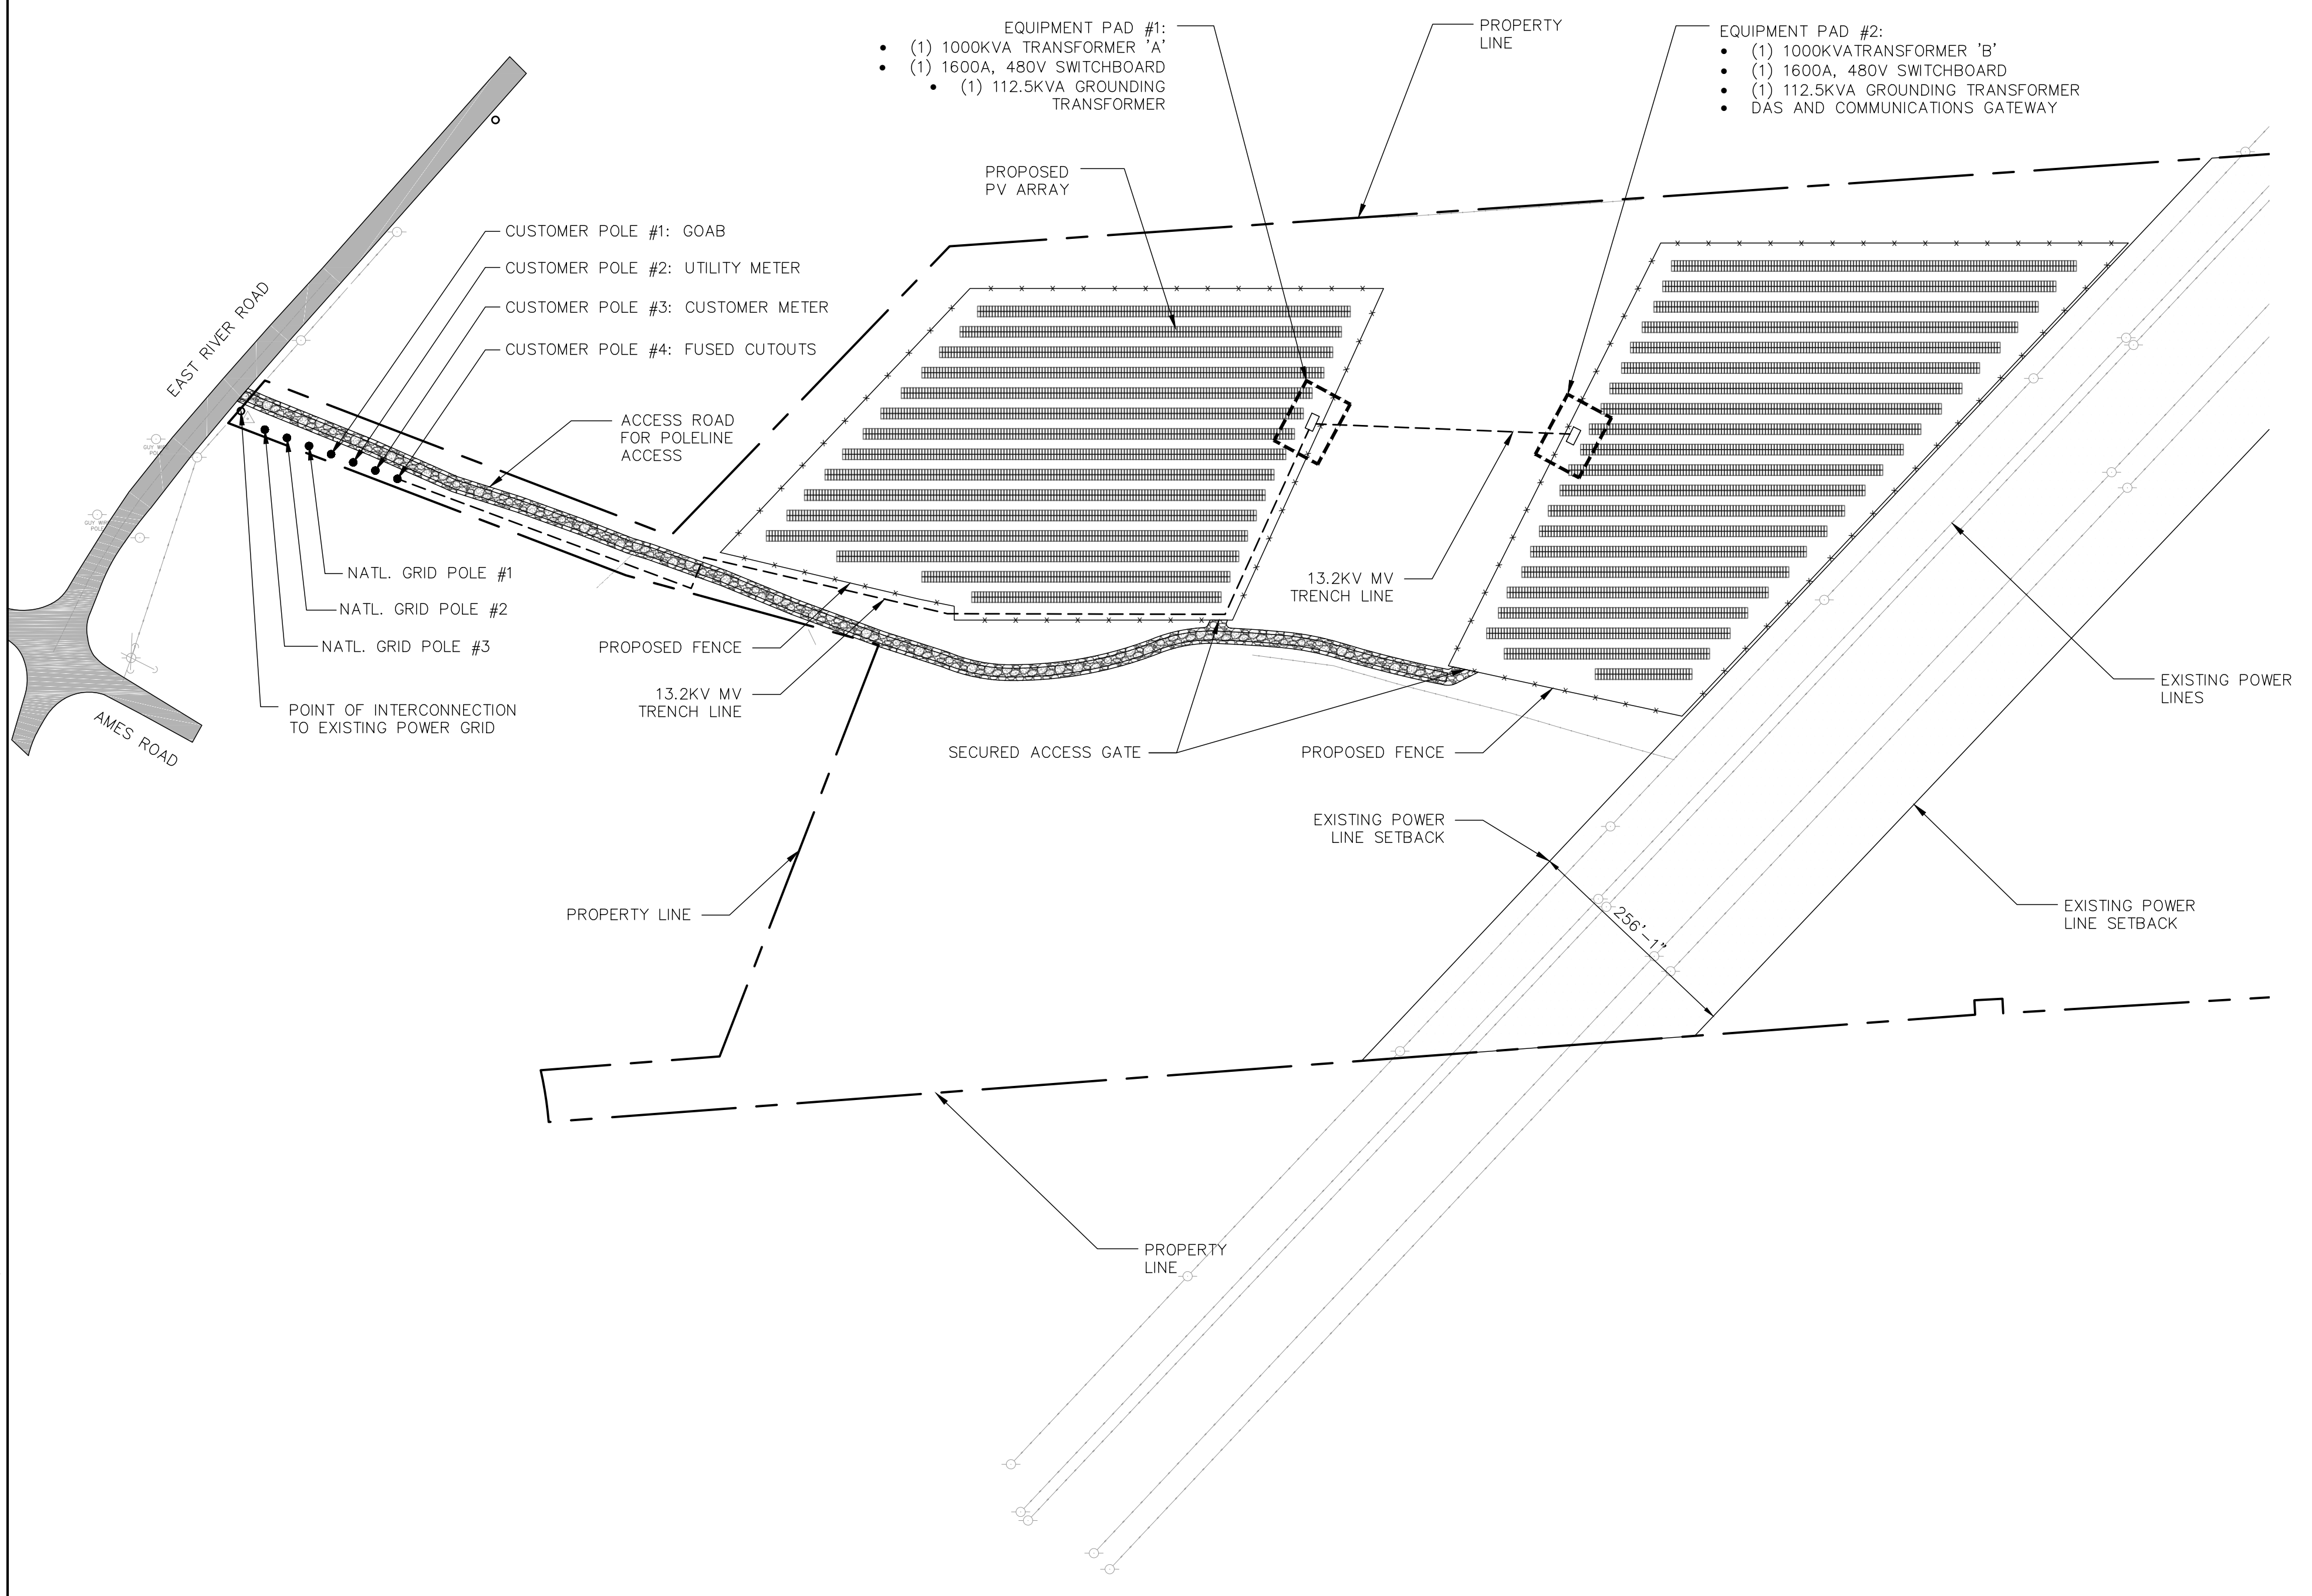 EQUIPMENT PAD #1:
• (1) 1000KVA TRANSFORMER 'A'
• (1) 1600A, 480V SWITCHBOARD
• (1) 112.5KVA GROUNDING
TRANSFORMER
PROPERTY
LINE
EQUIPMENT PAD #2:
• (1) 1000KVATRANSFORMER 'B'
• (1) 1600A, 480V SWITCHBOARD
• (1) 112.5KVA GROUNDING TRANSFORMER
• DAS AND COMMUNICATIONS GATEWAY
PROPOSED
PV ARRAY
CUSTOMER POLE #1: GOAB
CUSTOMER POLE #2: UTILITY METER
CUSTOMER POLE #3: CUSTOMER METER
CUSTOMER POLE #4: FUSED CUTOUTS
EAST RIVER ROAD
ACCESS ROAD
FOR POLELINE
ACCESS
GUY WIRE
POLE
GUY WIRE
POLE
NATL. GRID POLE #1
NATL. GRID POLE #2
NATL. GRID POLE #3
POINT OF INTERCONNECTION
TO EXISTING POWER GRID
AMES ROAD
PROPOSED FENCE
13.2KV MV
TRENCH LINE
13.2KV MV
TRENCH LINE
SECURED ACCESS GATE
PROPOSED FENCE
EXISTING POWER
LINES
EXISTING POWER
LINE SETBACK
256'-1"
EXISTING POWER
LINE SETBACK
PROPERTY LINE
PROPERTY
LINE